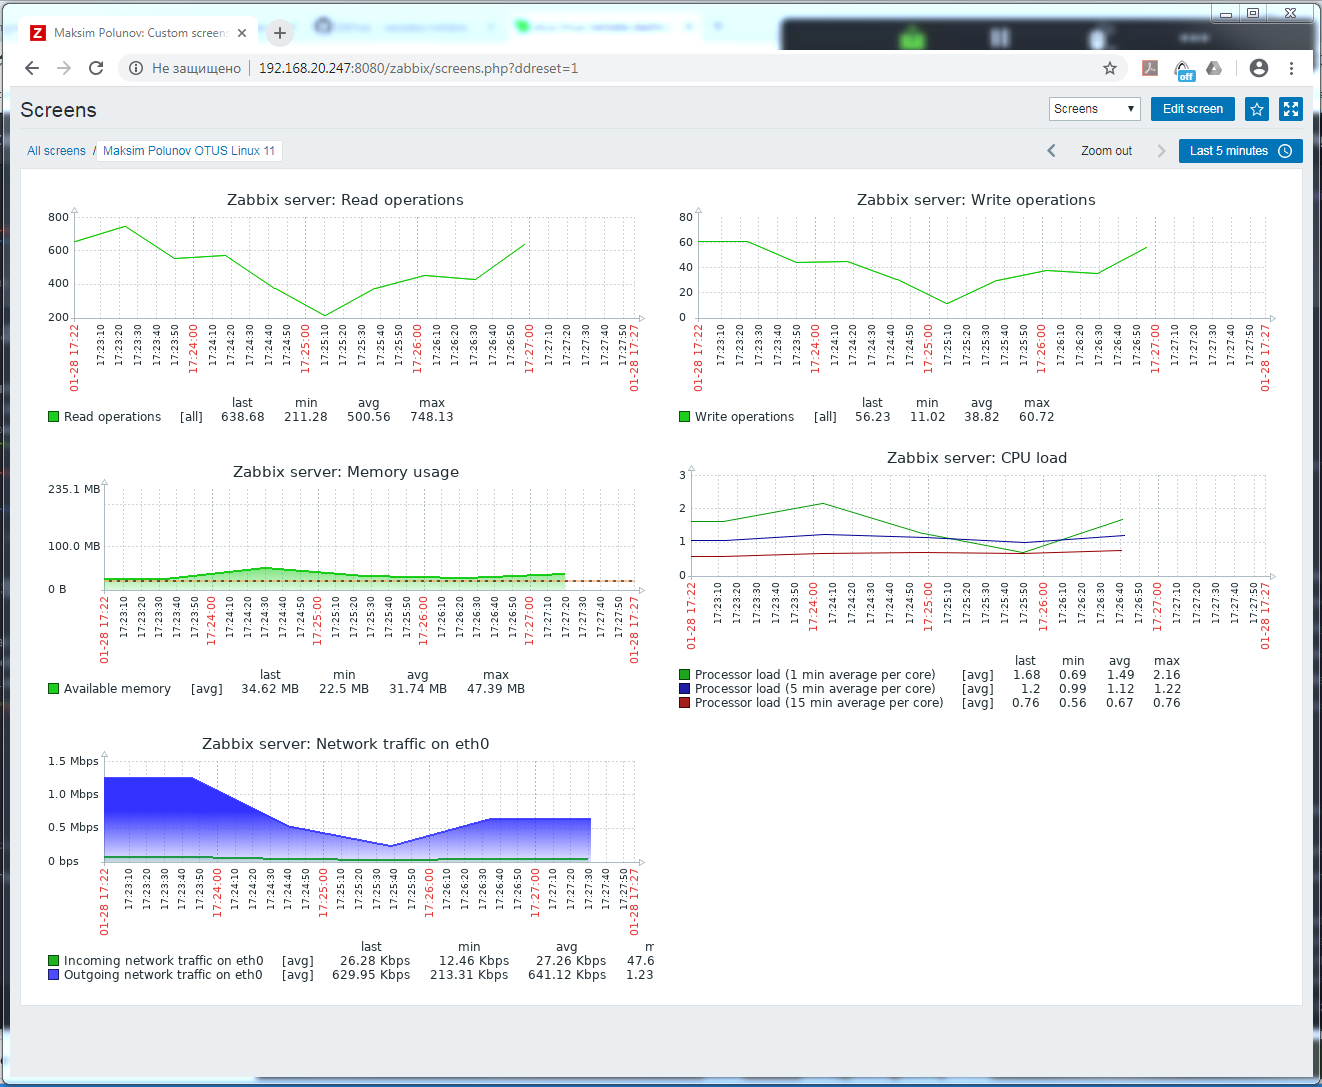 Maksim Polunov: Custom screen
Не защищено 192.168.20.247:8080/zabbix/screens.php?ddreset=1
off
Screens
Screens
Edit screen
All screens / Maksim Polunov OTUS Linux 11
Zoom out
Last 5 minutes
Zabbix server: Read operations
800
600
400
200
01-28 17:22 17:23:10 17:23:20 17:23:30 17:23:40 17:23:50 17:24:00 17:24:10 17:24:20 17:24:30 17:24:40 17:24:50 17:25:00 17:25:10 17:25:20 17:25:30 17:25:40 17:25:50 17:26:00 17:26:10 17:26:20 17:26:30 17:26:40 17:26:50 17:27:00 17:27:10 17:27:20 17:27:30 17:27:40 17:27:50 01-28 17:27
last min avg max
Read operations [all] 638.68 211.28 500.56 748.13
Zabbix server: Write operations
80
60
40
20
0
01-28 17:22 17:23:10 17:23:20 17:23:30 17:23:40 17:23:50 17:24:00 17:24:10 17:24:20 17:24:30 17:24:40 17:24:50 17:25:00 17:25:10 17:25:20 17:25:30 17:25:40 17:25:50 17:26:00 17:26:10 17:26:20 17:26:30 17:26:40 17:26:50 17:27:00 17:27:10 17:27:20 17:27:30 17:27:40 17:27:50 01-28 17:27
last min avg max
Write operations [all] 56.23 11.02 38.82 60.72
Zabbix server: Memory usage
235.1 MB
100.0 MB
0 B
01-28 17:22 17:23:10 17:23:20 17:23:30 17:23:40 17:23:50 17:24:00 17:24:10 17:24:20 17:24:30 17:24:40 17:24:50 17:25:00 17:25:10 17:25:20 17:25:30 17:25:40 17:25:50 17:26:00 17:26:10 17:26:20 17:26:30 17:26:40 17:26:50 17:27:00 17:27:10 17:27:20 17:27:30 17:27:40 17:27:50 01-28 17:27
last min avg max
Available memory [avg] 34.62 MB 22.5 MB 31.74 MB 47.39 MB
Zabbix server: CPU load
3
2
1
0
01-28 17:22 17:23:10 17:23:20 17:23:30 17:23:40 17:23:50 17:24:00 17:24:10 17:24:20 17:24:30 17:24:40 17:24:50 17:25:00 17:25:10 17:25:20 17:25:30 17:25:40 17:25:50 17:26:00 17:26:10 17:26:20 17:26:30 17:26:40 17:26:50 17:27:00 17:27:10 17:27:20 17:27:30 17:27:40 17:27:50 01-28 17:27
last min avg max
Processor load (1 min average per core) [avg] 1.68 0.69 1.49 2.16
Processor load (5 min average per core) [avg] 1.2 0.99 1.12 1.22
Processor load (15 min average per core) [avg] 0.76 0.56 0.67 0.76
Zabbix server: Network traffic on eth0
1.5 Mbps
1.0 Mbps
0.5 Mbps
0 bps
01-28 17:22 17:23:10 17:23:20 17:23:30 17:23:40 17:23:50 17:24:00 17:24:10 17:24:20 17:24:30 17:24:40 17:24:50 17:25:00 17:25:10 17:25:20 17:25:30 17:25:40 17:25:50 17:26:00 17:26:10 17:26:20 17:26:30 17:26:40 17:26:50 17:27:00 17:27:10 17:27:20 17:27:30 17:27:40 17:27:50 01-28 17:27
last min avg
Incoming network traffic on eth0 [avg] 26.28 Kbps 12.46 Kbps 27.26 Kbps 47.6
Outgoing network traffic on eth0 [avg] 629.95 Kbps 213.31 Kbps 641.12 Kbps 1.23